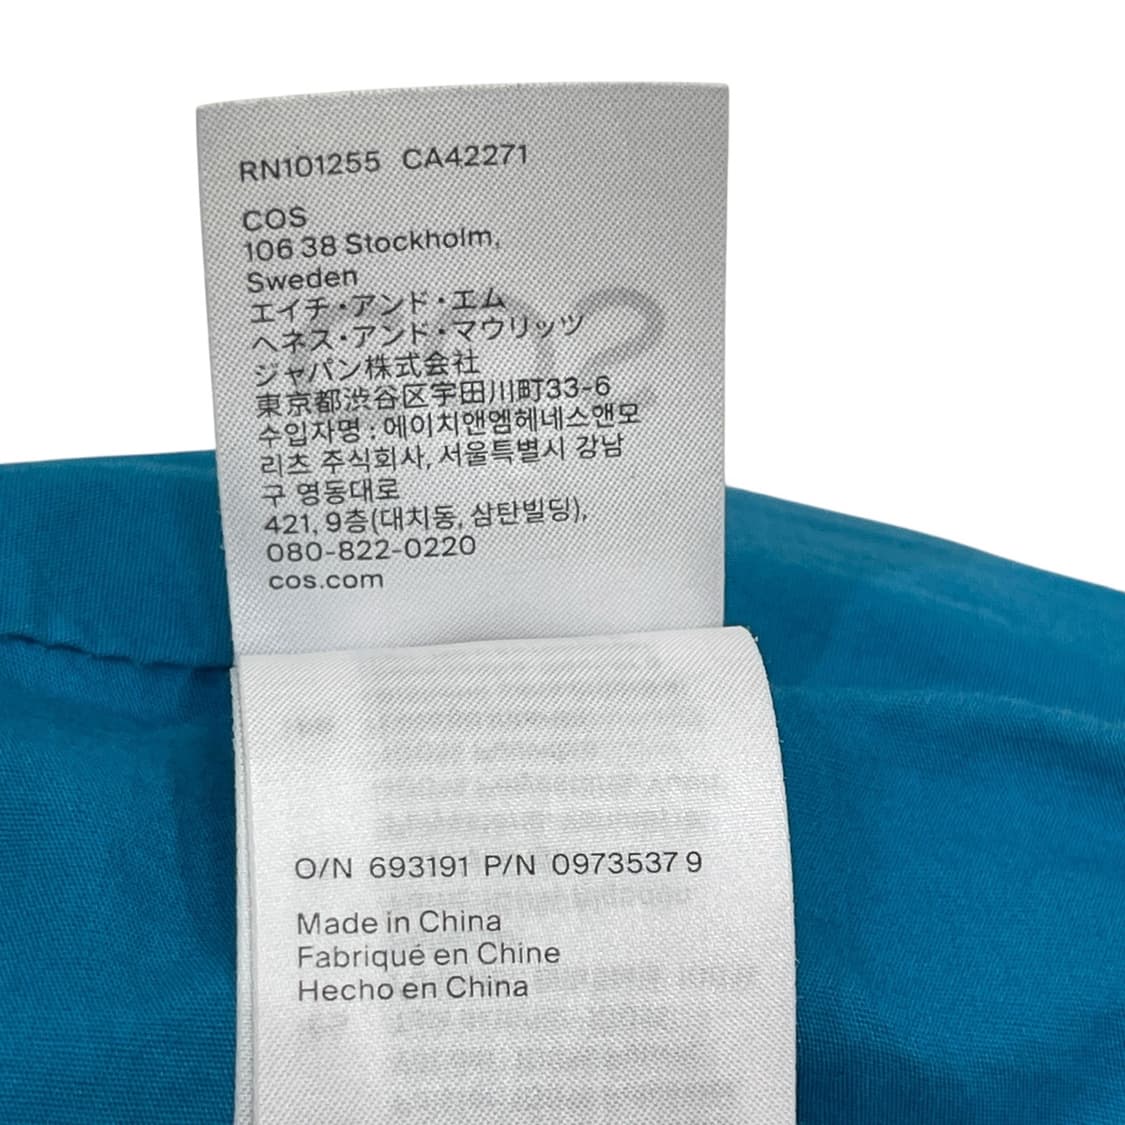 RN101255 CA42271
COS
106 38 Stockholm,
Sweden
エイチ・アンド・エム
ヘネス・アンド・マウリッツ
ジャパン株式会社
東京都渋谷区宇田川町33-6
수입자명 : 에이치앤엠헤네스앤모
리츠 주식회사, 서울특별시 강남
구 영동대로
421, 9층(대치동, 삼탄빌딩),
080-822-0220
cos.com
O/N 693191 P/N 0973537 9
Made in China
Fabriqué en Chine
Hecho en China